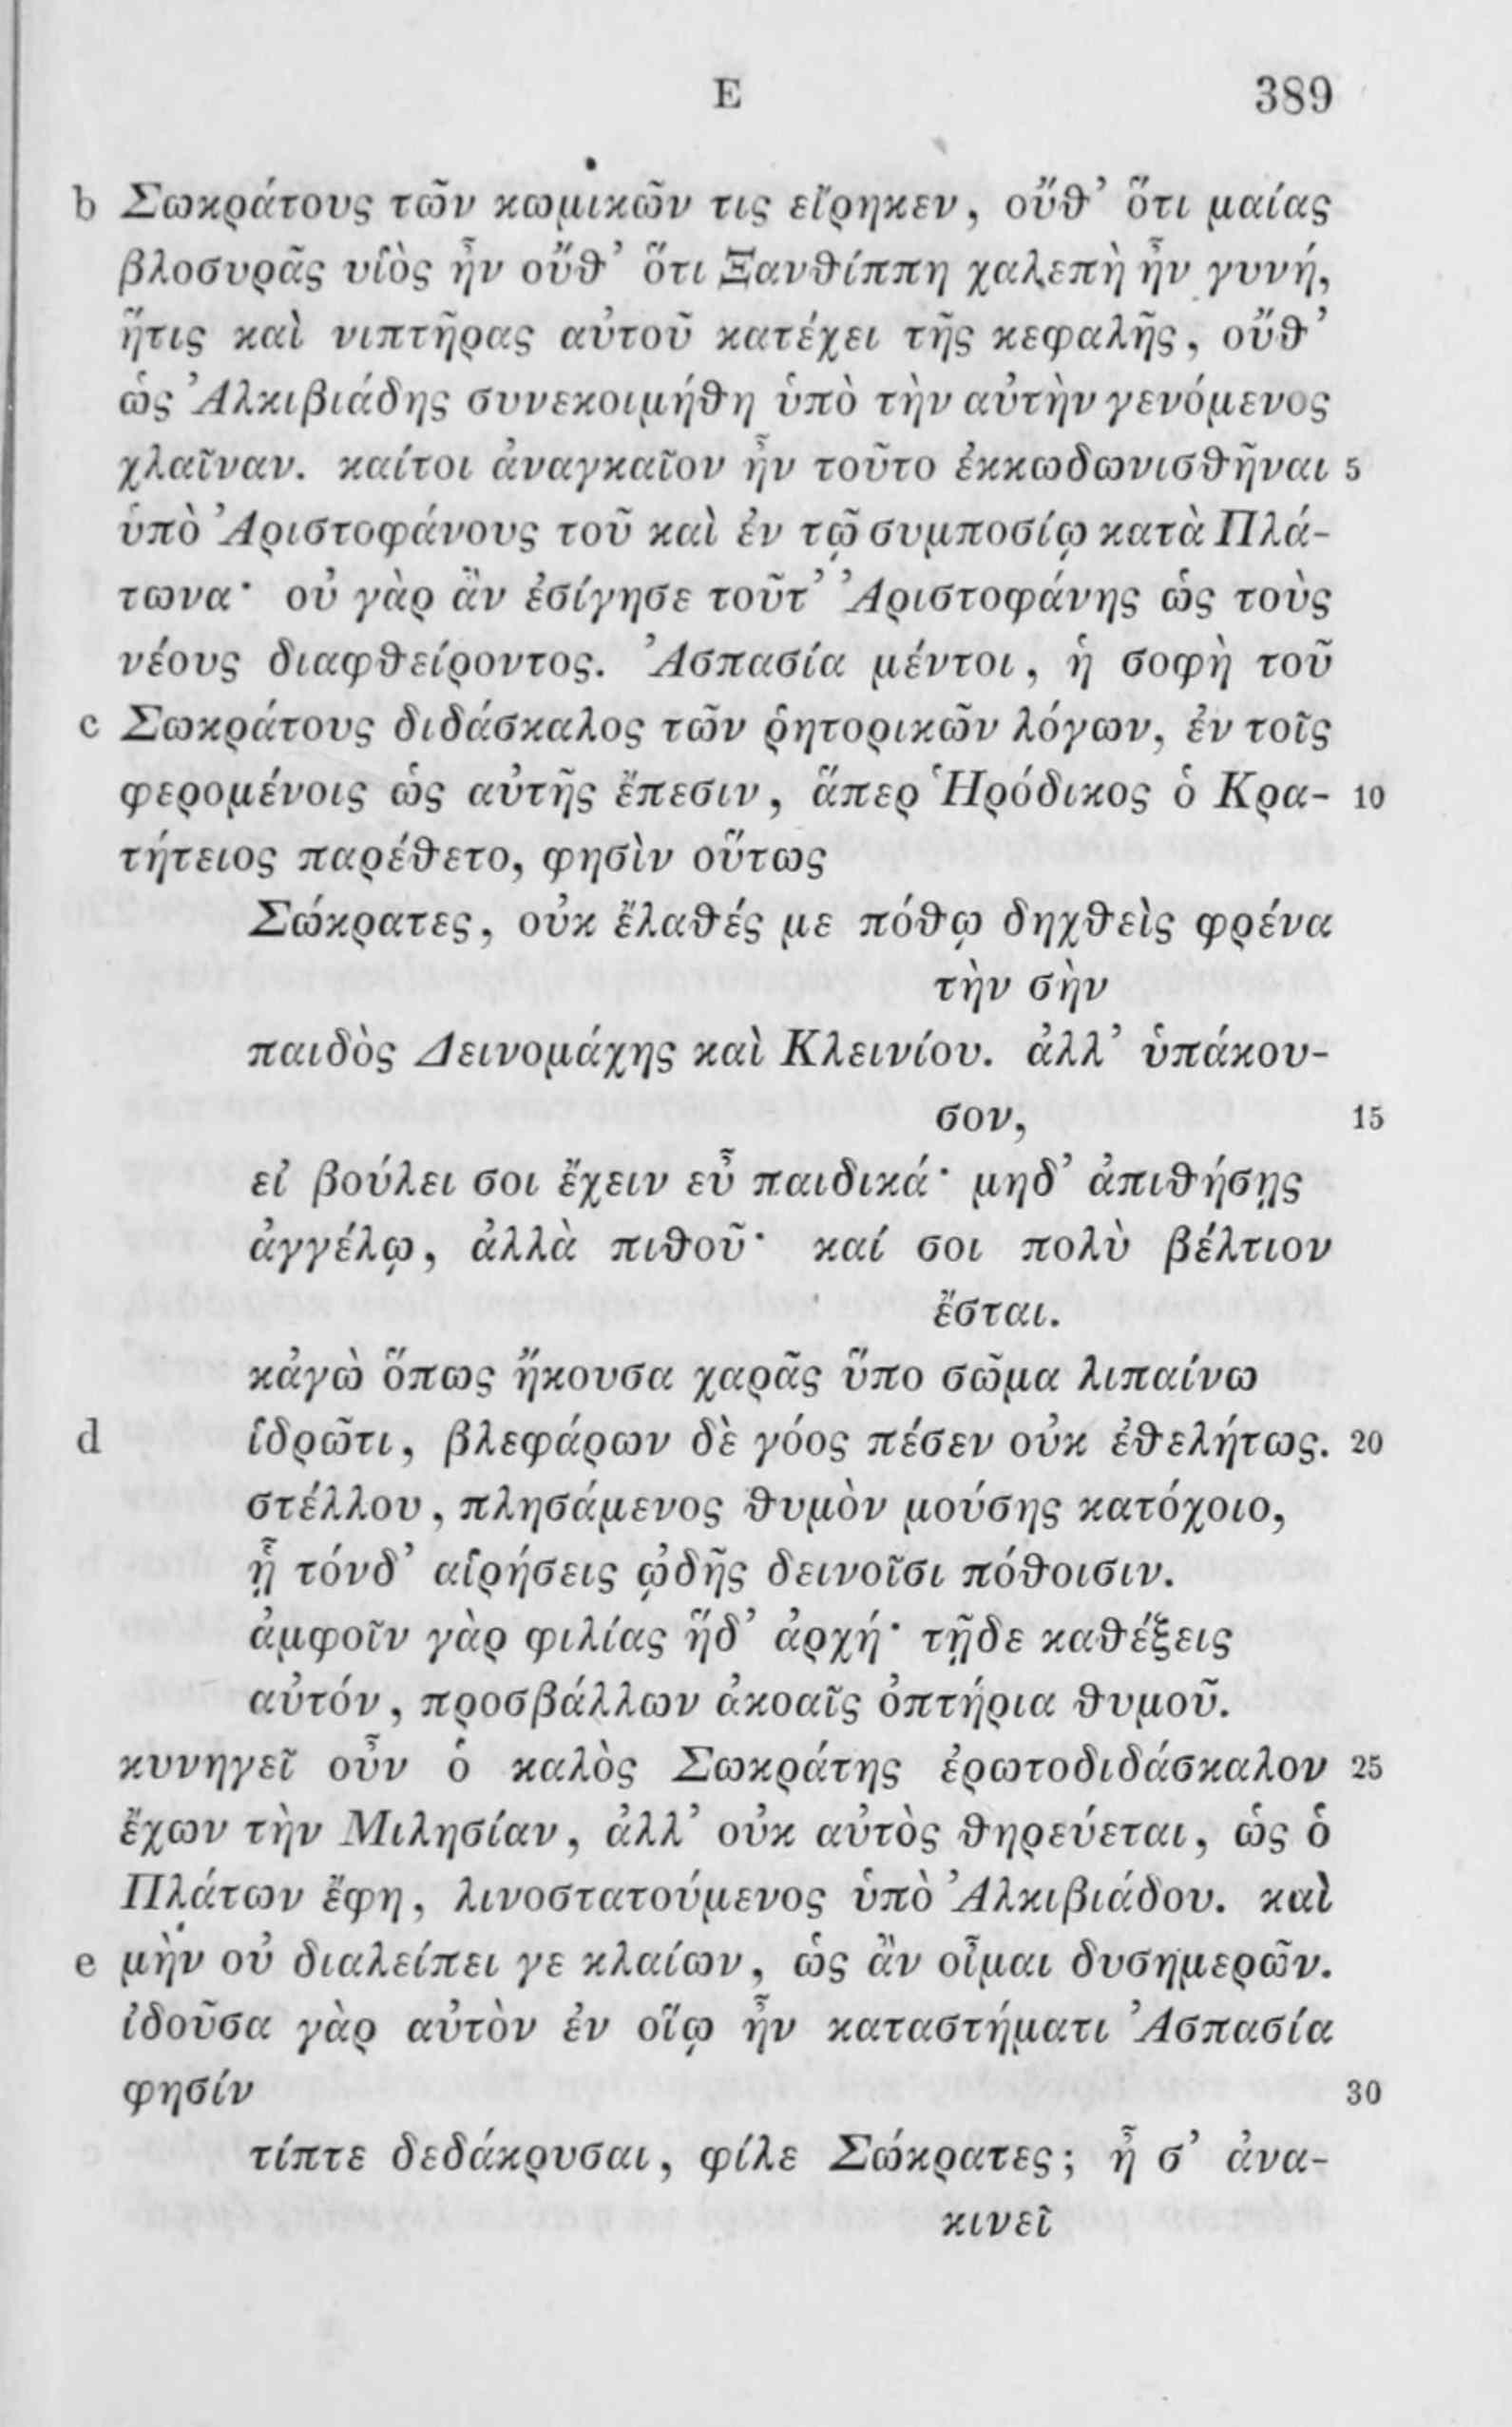 E 389
b Σωκράτους τῶν κωμικῶν τις εἴρηκεν, οὔθ’ ὅτι μαίας
βλοσυρᾶς υἱὸς ἦν οὔθ’ ὅτι Ξανθίππη χαλεπὴ ἦν γυνή,
ἥτις καὶ νιπτῆρας αὐτοῦ κατέχει τῆς κεφαλῆς, οὔθ’
ὡς Ἀλκιβιάδης συνεκοιμήθη ὑπὸ τὴν αὐτὴν γενόμενος
χλαῖναν. καίτοι ἀναγκαῖον ἦν τοῦτο ἐκκωδωνισθῆναι 5
ὑπὸ Ἀριστοφάνους τοῦ καὶ ἐν τῷ συμποσίῳ κατὰ Πλά-
τωνα· οὐ γὰρ ἂν ἐσίγησε τοῦτ’ Ἀριστοφάνης ὡς τοὺς
νέους διαφθείροντος. Ἀσπασία μέντοι, ἡ σοφὴ τοῦ
c Σωκράτους διδάσκαλος τῶν ῥητορικῶν λόγων, ἐν τοῖς
φερομένοις ὡς αὐτῆς ἔπεσιν, ἅπερ Ἡρόδικος ὁ Κρα- 10
τήτειος παρέθετο, φησὶν οὕτως
Σώκρατες, οὐκ ἔλαθές με πόθῳ δηχθεὶς φρένα
τὴν σὴν
παιδὸς Δεινομάχης καὶ Κλεινίου. ἀλλ’ ὑπάκου-
σον, 15
εἰ βούλει σοι ἔχειν εὖ παιδικά· μηδ’ ἀπιθήσῃς
ἀγγέλῳ, ἀλλὰ πιθοῦ· καί σοι πολὺ βέλτιον
ἔσται.
κἀγὼ ὅπως ἤκουσα χαρᾶς ὕπο σῶμα λιπαίνω
d ἱδρῶτι, βλεφάρων δὲ γόος πέσεν οὐκ ἐθελήτως. 20
στέλλου, πλησάμενος θυμὸν μούσης κατόχοιο,
ᾗ τόνδ’ αἱρήσεις ᾠδῆς δεινοῖσι πόθοισιν.
ἀμφοῖν γὰρ φιλίας ἥδ’ ἀρχή· τῇδε καθέξεις
αὐτόν, προσβάλλων ἀκοαῖς ὀπτήρια θυμοῦ.
κυνηγεῖ οὖν ὁ καλὸς Σωκράτης ἐρωτοδιδάσκαλον 25
ἔχων τὴν Μιλησίαν, ἀλλ’ οὐκ αὐτὸς θηρεύεται, ὡς ὁ
Πλάτων ἔφη, λινοστατούμενος ὑπὸ Ἀλκιβιάδου. καὶ
e μὴν οὐ διαλείπει γε κλαίων, ὡς ἂν οἶμαι δυσημερῶν.
ἰδοῦσα γὰρ αὐτὸν ἐν οἵῳ ἦν καταστήματι Ἀσπασία
φησίν 30
τίπτε δεδάκρυσαι, φίλε Σώκρατες; ἦ σ’ ἀνα-
κινεῖ